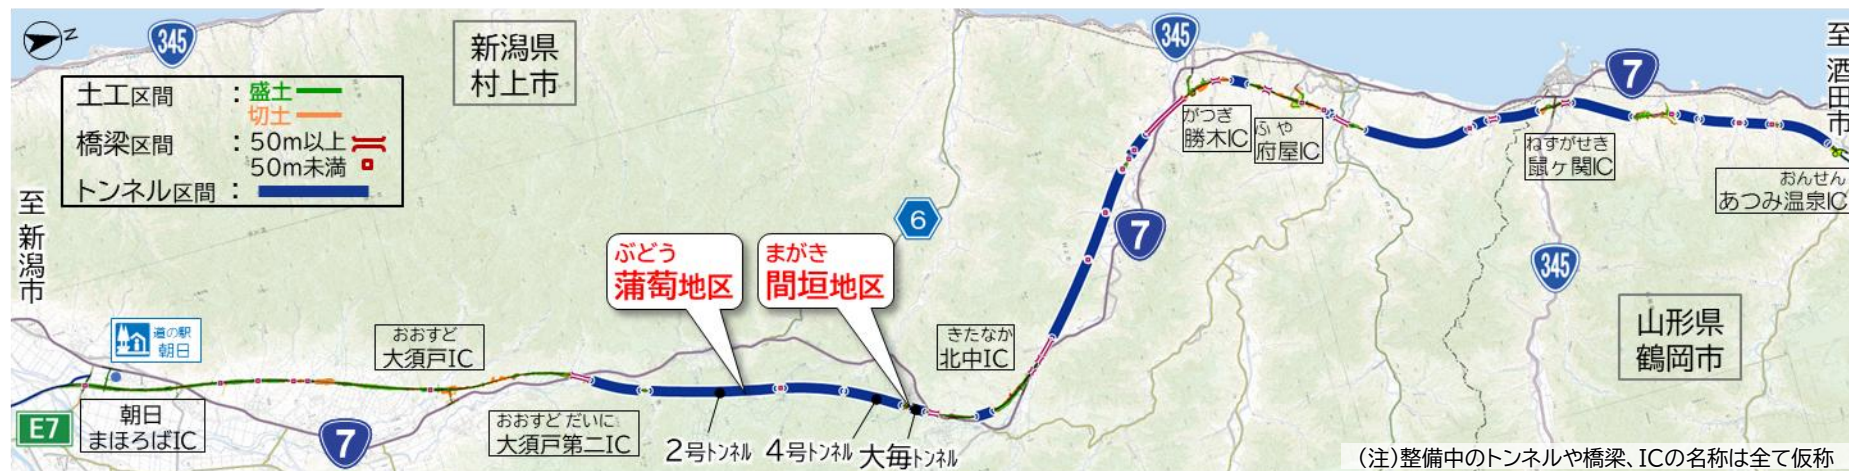 N
345
新潟県
村上市
土工区間
：盛土
切土
橋梁区間
：50m以上
50m未満
トンネル区間：
至 新潟市
道の駅
朝日
E7
朝日
まほろばIC
7
おおすど
大須戸IC
おおすど だいに
大須戸第二IC
ぶどう
蒲萄地区
まがき
間垣地区
2号トンネル
4号トンネル
大毎トンネル
6
きたなか
北中IC
7
345
がつぎ
勝木IC
ふや
府屋IC
ねずがせき
鼠ヶ関IC
7
345
山形県
鶴岡市
おんせん
あつみ温泉IC
至 酒田市
(注)整備中のトンネルや橋梁、ICの名称は全て仮称